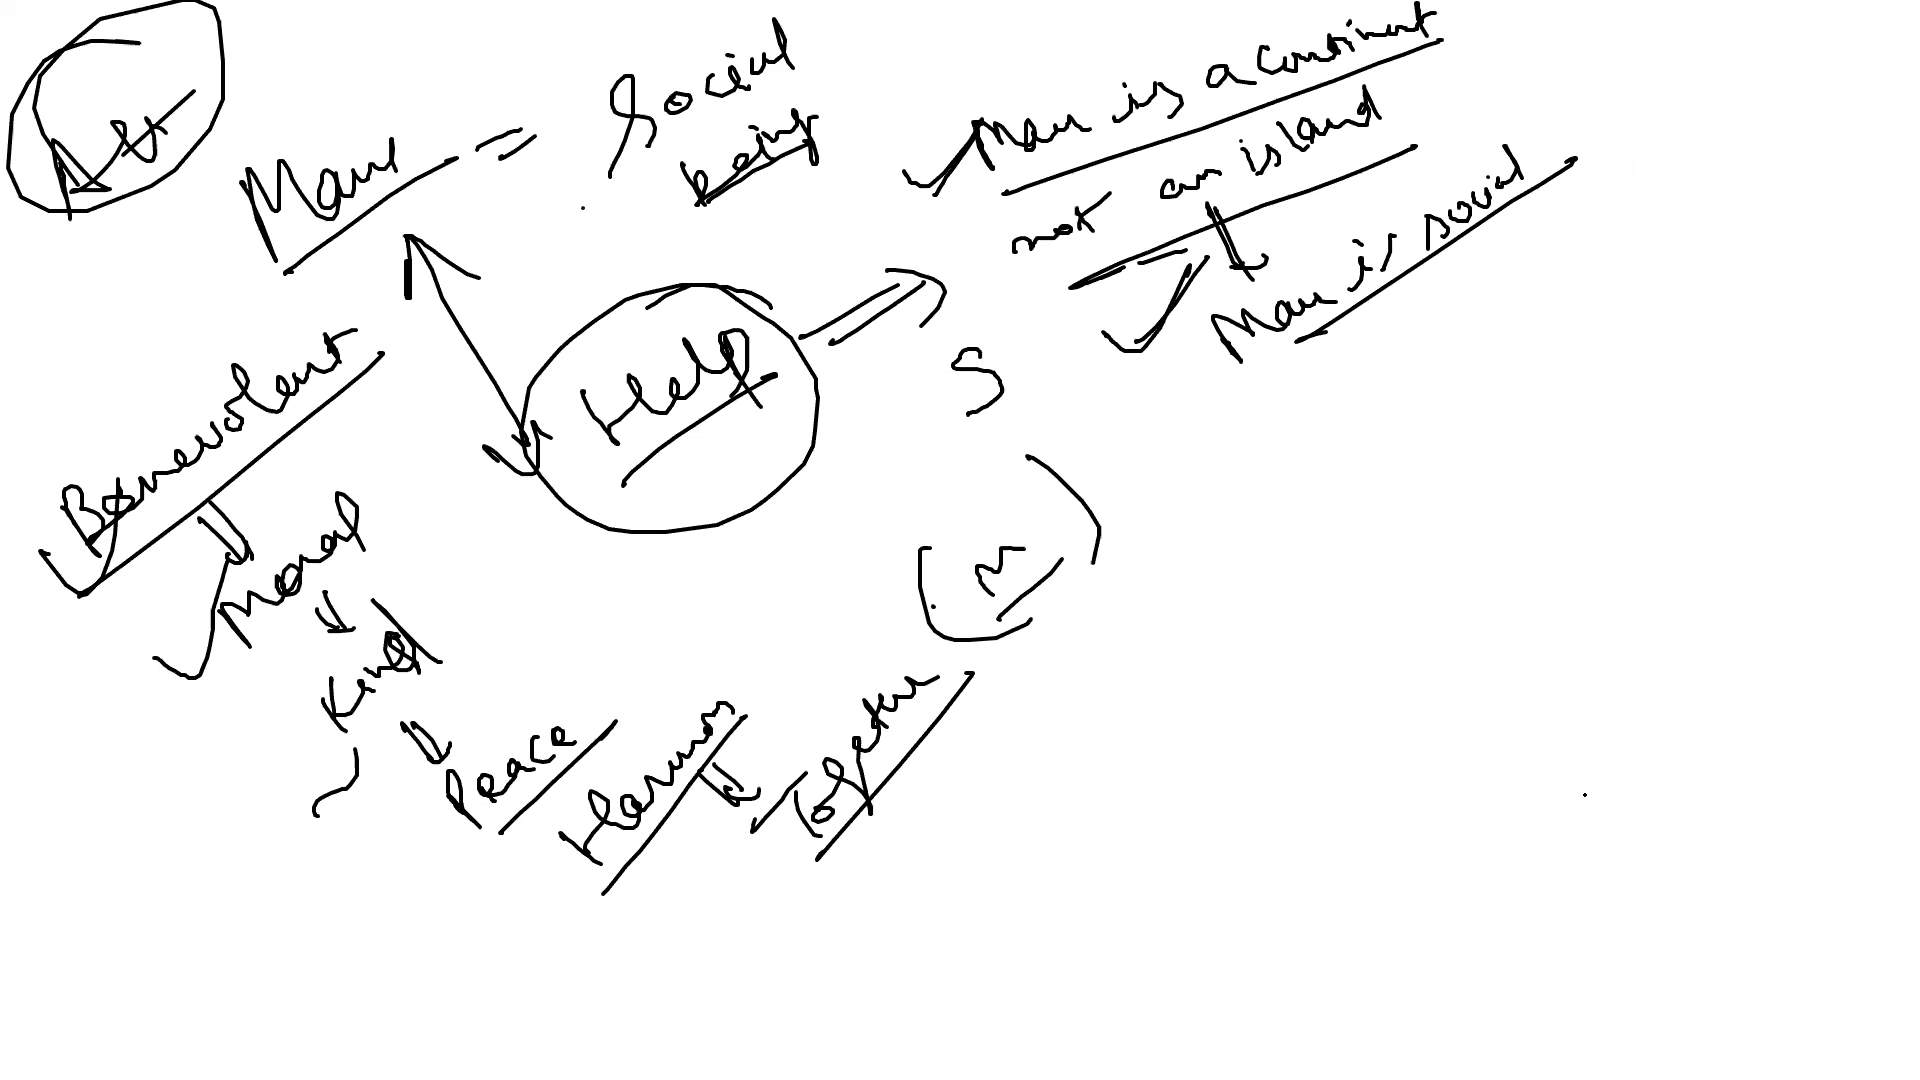 Man = Social
being
Man is a continent
not an island
Man is social
Help
S
Benevolent
Moral
Kind
Peace
Harmony
Together